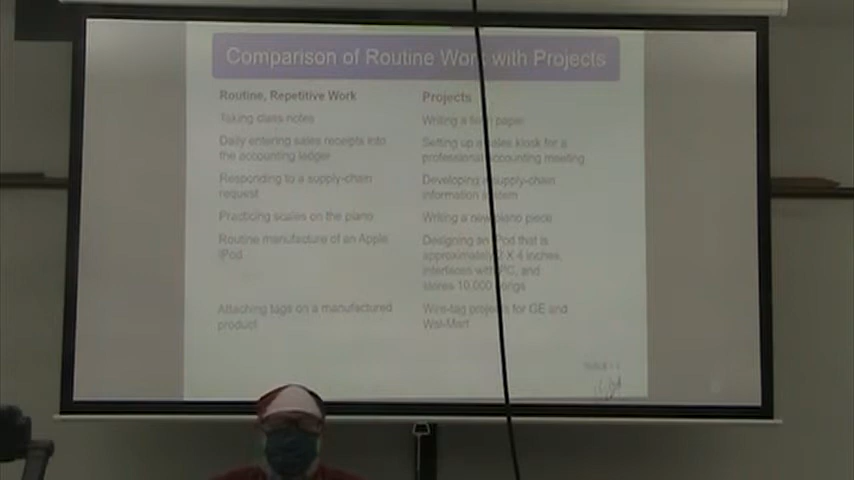 Comparison of Routine Work with Projects
Routine, Repetitive Work
Projects
Taking class notes
Writing a term paper
Daily entering sales receipts into
the accounting ledger
Setting up a sales kiosk for a
professional accounting meeting
Responding to a supply-chain
request
Developing a supply-chain
information system
Practicing scales on the piano
Writing a new piano piece
Routine manufacture of an Apple
iPod
Designing an iPod that is
approximately 2 X 4 inches,
interfaces with PC, and
stores 10,000 songs
Attaching tags on a manufactured
product
Wire-tag projects for GE and
Wal-Mart